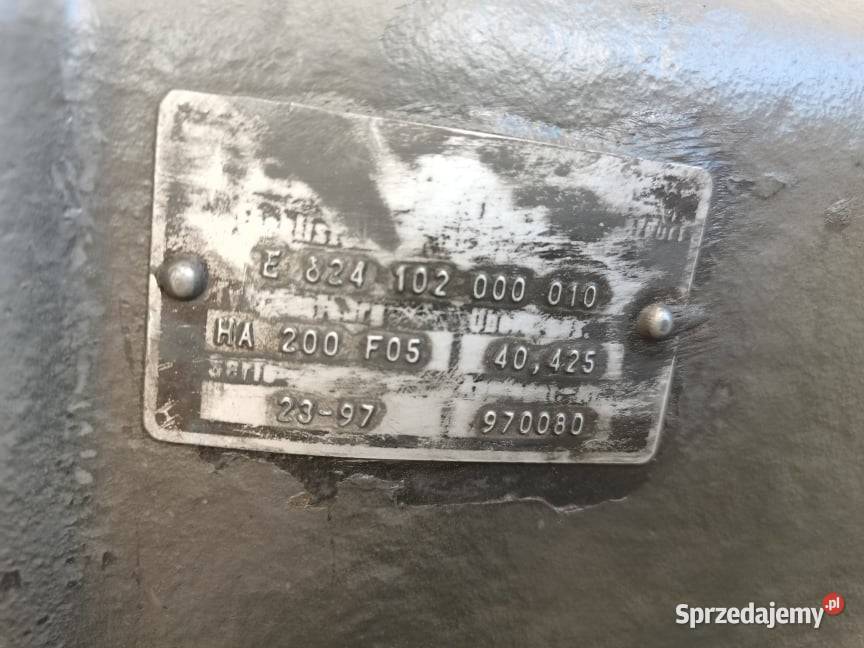 E 824 102 000 010
HA 200 F05 40,425
23-97 970080
Sprzedajemy.pl